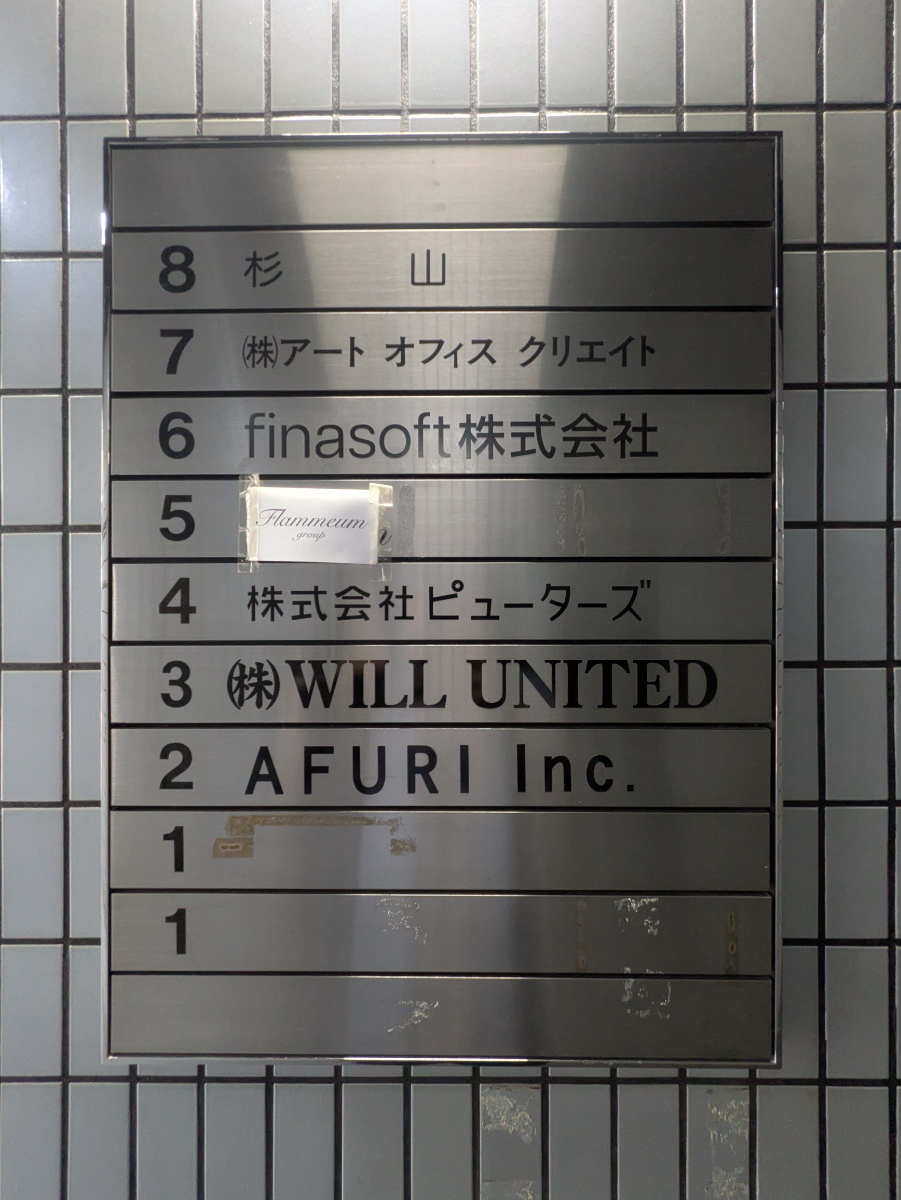 8 杉 山
7 ㈱アート オフィス クリエイト
6 finasoft株式会社
5 Flammeum
group
4 株式会社ピューターズ
3 ㈱WILL UNITED
2 AFURI Inc.
1
1